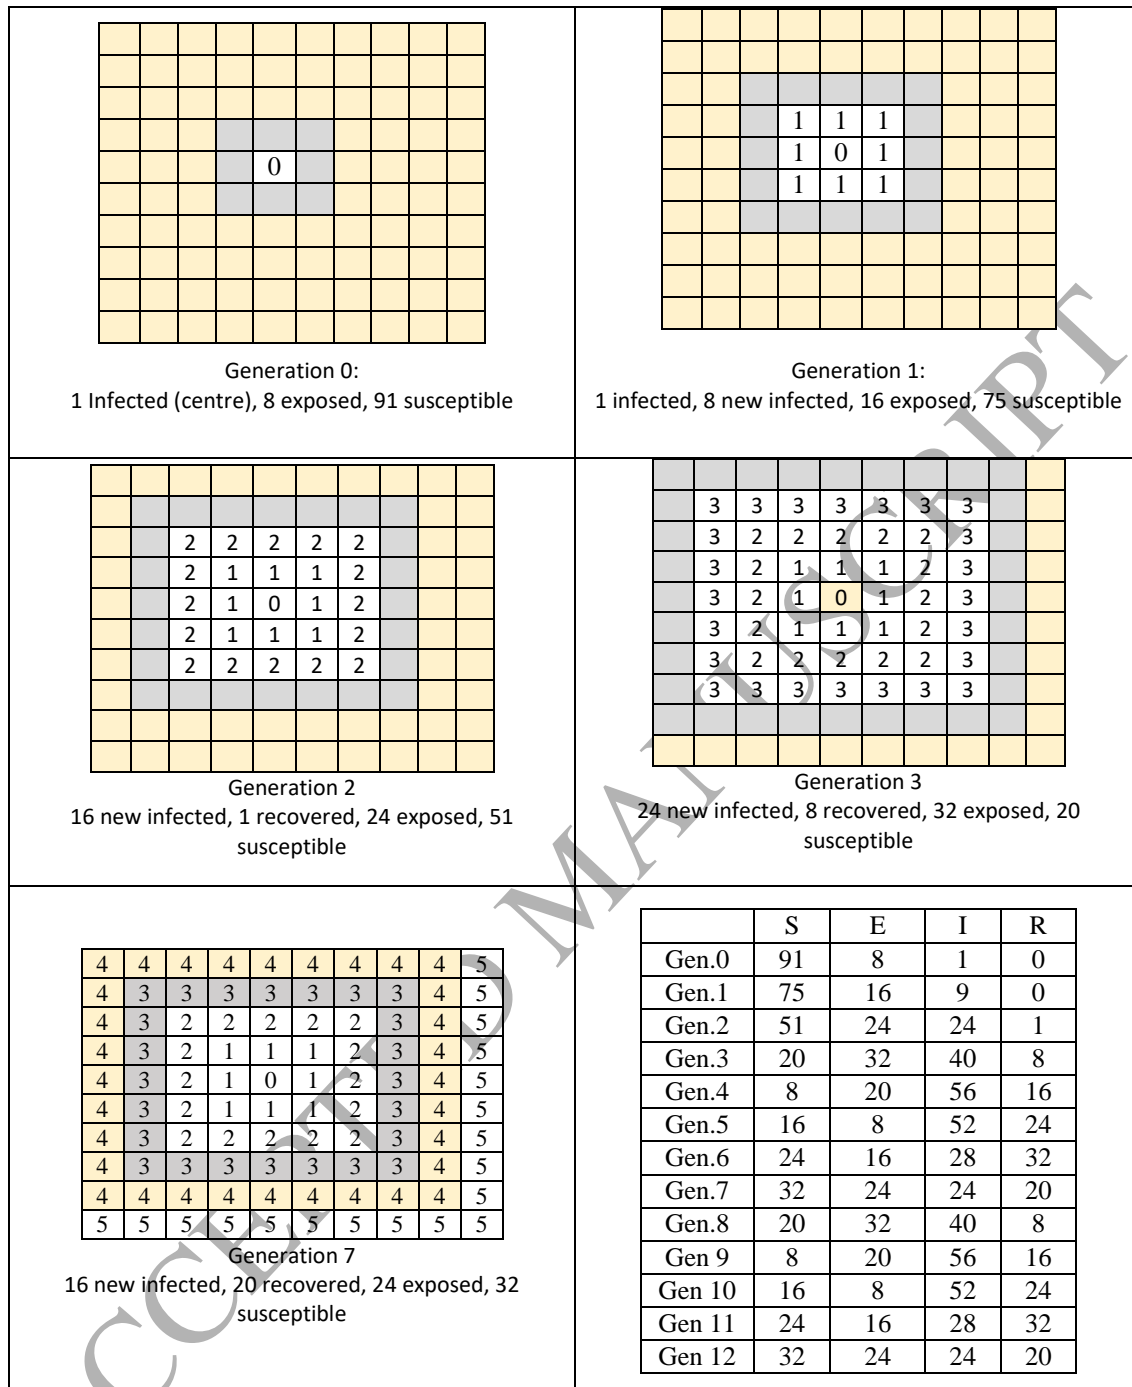 0
Generation 0:
1 Infected (centre), 8 exposed, 91 susceptible
1 1 1
1 0 1
1 1 1
Generation 1:
1 infected, 8 new infected, 16 exposed, 75 susceptible
2 2 2 2 2
2 1 1 1 2
2 1 0 1 2
2 1 1 1 2
2 2 2 2 2
Generation 2
16 new infected, 1 recovered, 24 exposed, 51
susceptible
3 3 3 3 3 3 3
3 2 2 2 2 2 3
3 2 1 1 1 2 3
3 2 1 0 1 2 3
3 2 1 1 1 2 3
3 2 2 2 2 2 3
3 3 3 3 3 3 3
Generation 3
24 new infected, 8 recovered, 32 exposed, 20
susceptible
4 4 4 4 4 4 4 4 4 5
4 3 3 3 3 3 3 3 4 5
4 3 2 2 2 2 2 3 4 5
4 3 2 1 1 1 2 3 4 5
4 3 2 1 0 1 2 3 4 5
4 3 2 1 1 1 2 3 4 5
4 3 2 2 2 2 2 3 4 5
4 3 3 3 3 3 3 3 4 5
4 4 4 4 4 4 4 4 4 5
5 5 5 5 5 5 5 5 5 5
Generation 7
16 new infected, 20 recovered, 24 exposed, 32
susceptible
S E I R
Gen.0 91 8 1 0
Gen.1 75 16 9 0
Gen.2 51 24 24 1
Gen.3 20 32 40 8
Gen.4 8 20 56 16
Gen.5 16 8 52 24
Gen.6 24 16 28 32
Gen.7 32 24 24 20
Gen.8 20 32 40 8
Gen 9 8 20 56 16
Gen 10 16 8 52 24
Gen 11 24 16 28 32
Gen 12 32 24 24 20
CCEPTED MANUSCRIPT